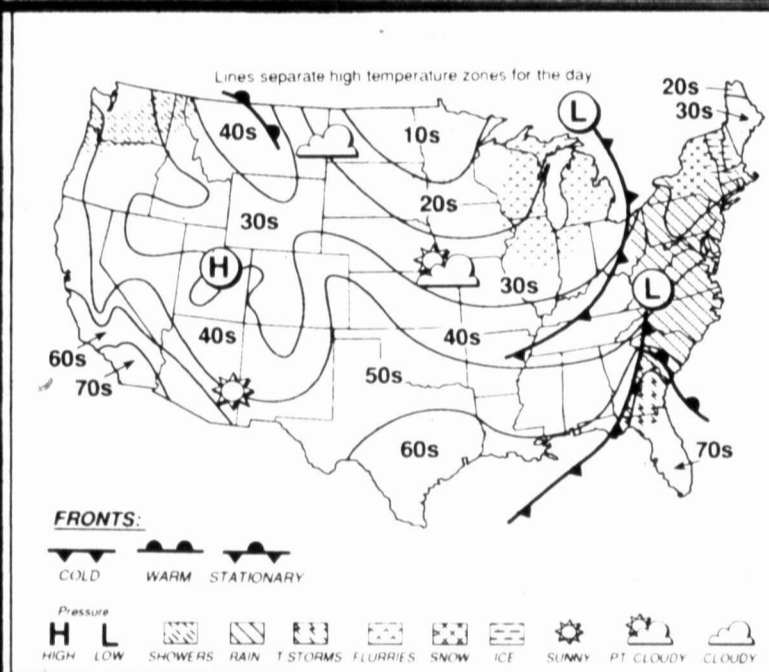 Lines separate high temperature zones for the day
20s
30s
L
40s
10s
20s
30s
H
L
30s
40s
40s
60s
70s
50s
60s
70s
FRONTS:
COLD WARM STATIONARY
Pressure
H L
HIGH LOW SHOWERS RAIN T STORMS FLURRIES SNOW ICE SUNNY PT. CLOUDY CLOUDY